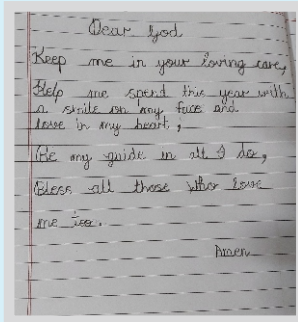 Dear God
Keep me in your loving care,
Help me spend this year with
a smile on my face and
love in my heart,
Be my guide in all I do,
Bless all those who love
me too.
Amen